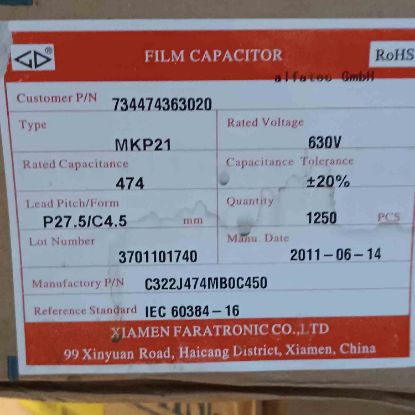 FILM CAPACITOR
RoHS
alfatec GmbH
Customer P/N 734474363020
Type Rated Voltage
MKP21 630V
Rated Capacitance Capacitance Tolerance
474 ±20%
Lead Pitch/Form Quantity
P27.5/C4.5 mm 1250 PCS
Lot Number Manu. Date
3701101740 2011-06-14
Manufactory P/N C322J474MB0C450
Reference Standard IEC 60384-16
XIAMEN FARATRONIC CO.,LTD
99 Xinyuan Road, Haicang District, Xiamen, China